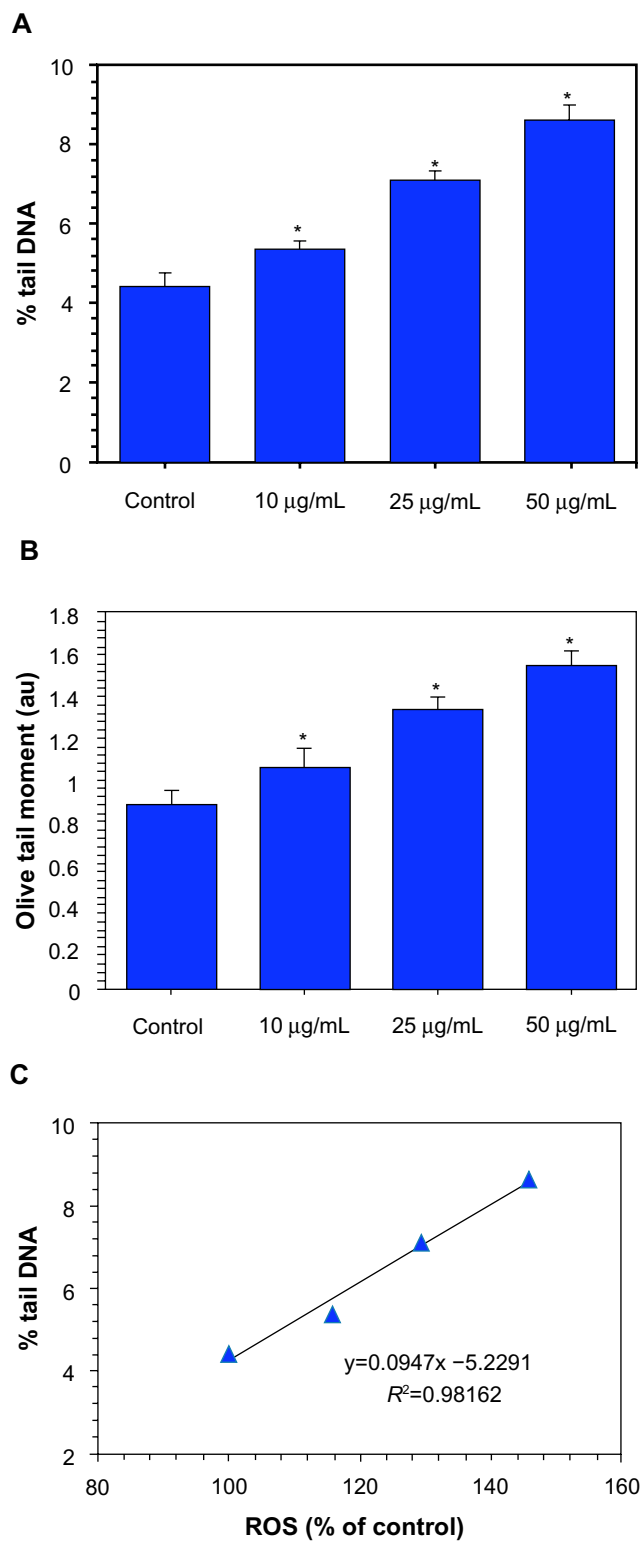 A
% tail DNA
10
8
6
4
2
0
*
*
*
Control 10 μg/mL 25 μg/mL 50 μg/mL
B
Olive tail moment (au)
1.8
1.6
1.4
1.2
1
0.8
0.6
0.4
0.2
0
*
*
*
Control 10 μg/mL 25 μg/mL 50 μg/mL
C
% tail DNA
10
8
6
4
2
y=0.0947x −5.2291
R²=0.98162
80 100 120 140 160
ROS (% of control)